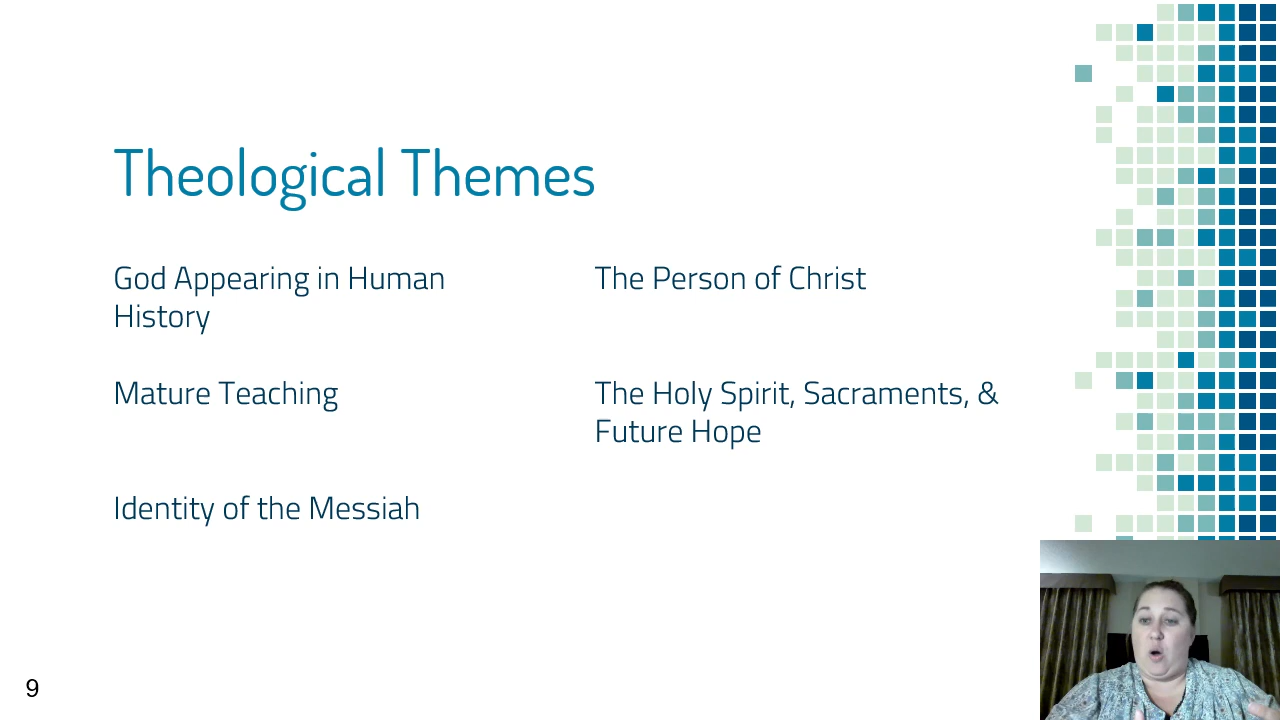 Theological Themes
God Appearing in Human
History
Mature Teaching
Identity of the Messiah
The Person of Christ
The Holy Spirit, Sacraments, &
Future Hope
9